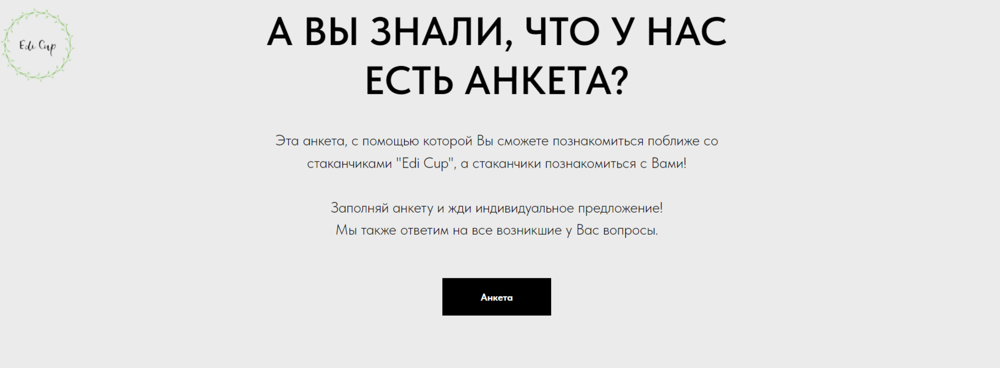 Edi Cup
А ВЫ ЗНАЛИ, ЧТО У НАС
ЕСТЬ АНКЕТА?
Эта анкета, с помощью которой Вы сможете познакомиться поближе со
стаканчиками "Edi Cup", а стаканчики познакомиться с Вами!
Заполняй анкету и жди индивидуальное предложение!
Мы также ответим на все возникшие у Вас вопросы.
Анкета